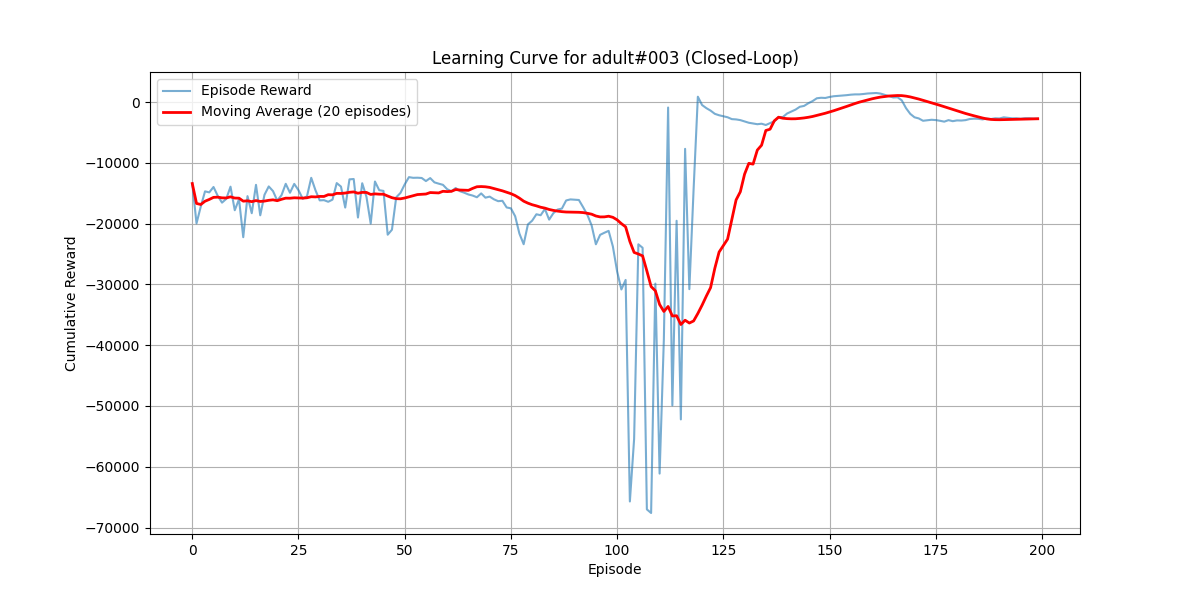 Learning Curve for adult#003 (Closed-Loop)
Episode Reward
Moving Average (20 episodes)
Cumulative Reward
0
−10000
−20000
−30000
−40000
−50000
−60000
−70000
0 25 50 75 100 125 150 175 200
Episode